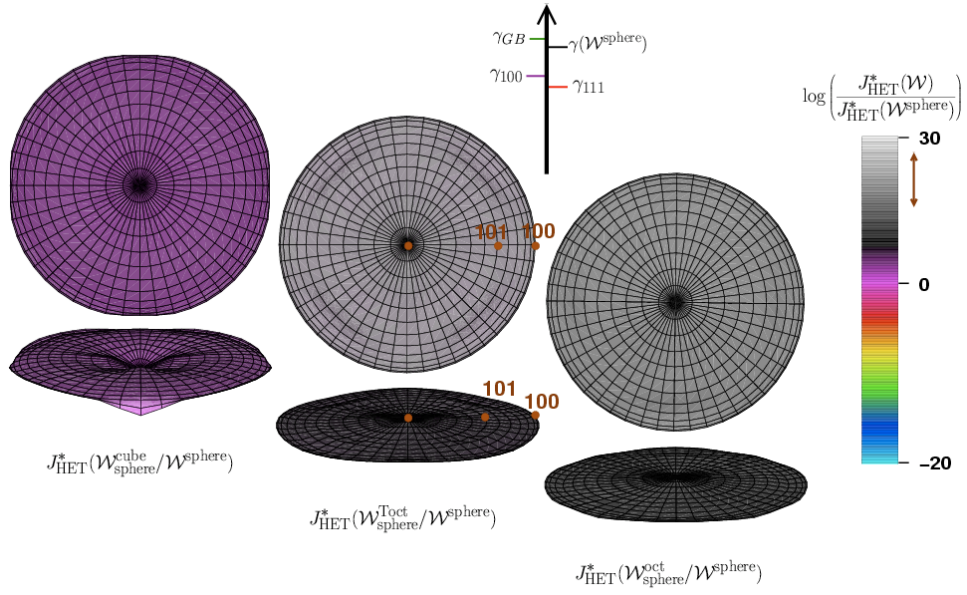 γ_GB
γ(𝒲^sphere)
γ_100
γ_111
log(J*_HET(𝒲)/J*_HET(𝒲^sphere))
30
0
−20
101
100
101
100
J*_HET(𝒲^cube_sphere/𝒲^sphere)
J*_HET(𝒲^Toct_sphere/𝒲^sphere)
J*_HET(𝒲^oct_sphere/𝒲^sphere)